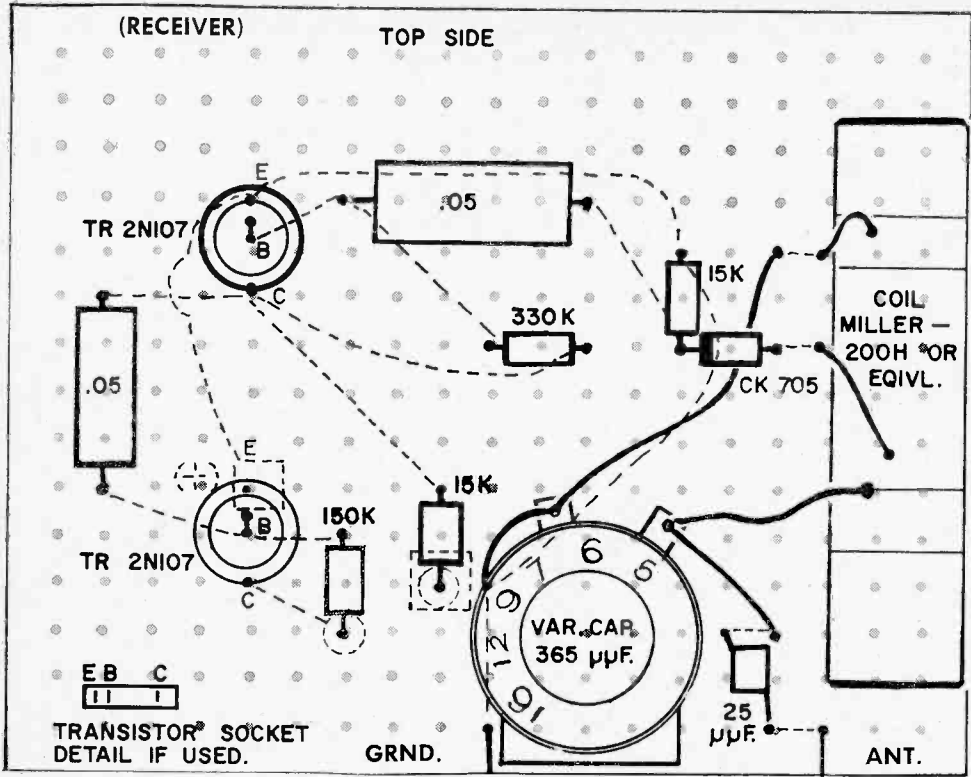 (RECEIVER)
TOP SIDE
E
.05
TR 2N107
B
15K
C
330K
COIL
MILLER —
200H OR
EQIVL.
.05
CK 705
E
15K
150K
B
6
5
7
TR 2N107
9
C
VAR. CAP.
365 μμF.
12
E B C
16
25
μμF.
TRANSISTOR SOCKET
DETAIL IF USED.
GRND.
ANT.